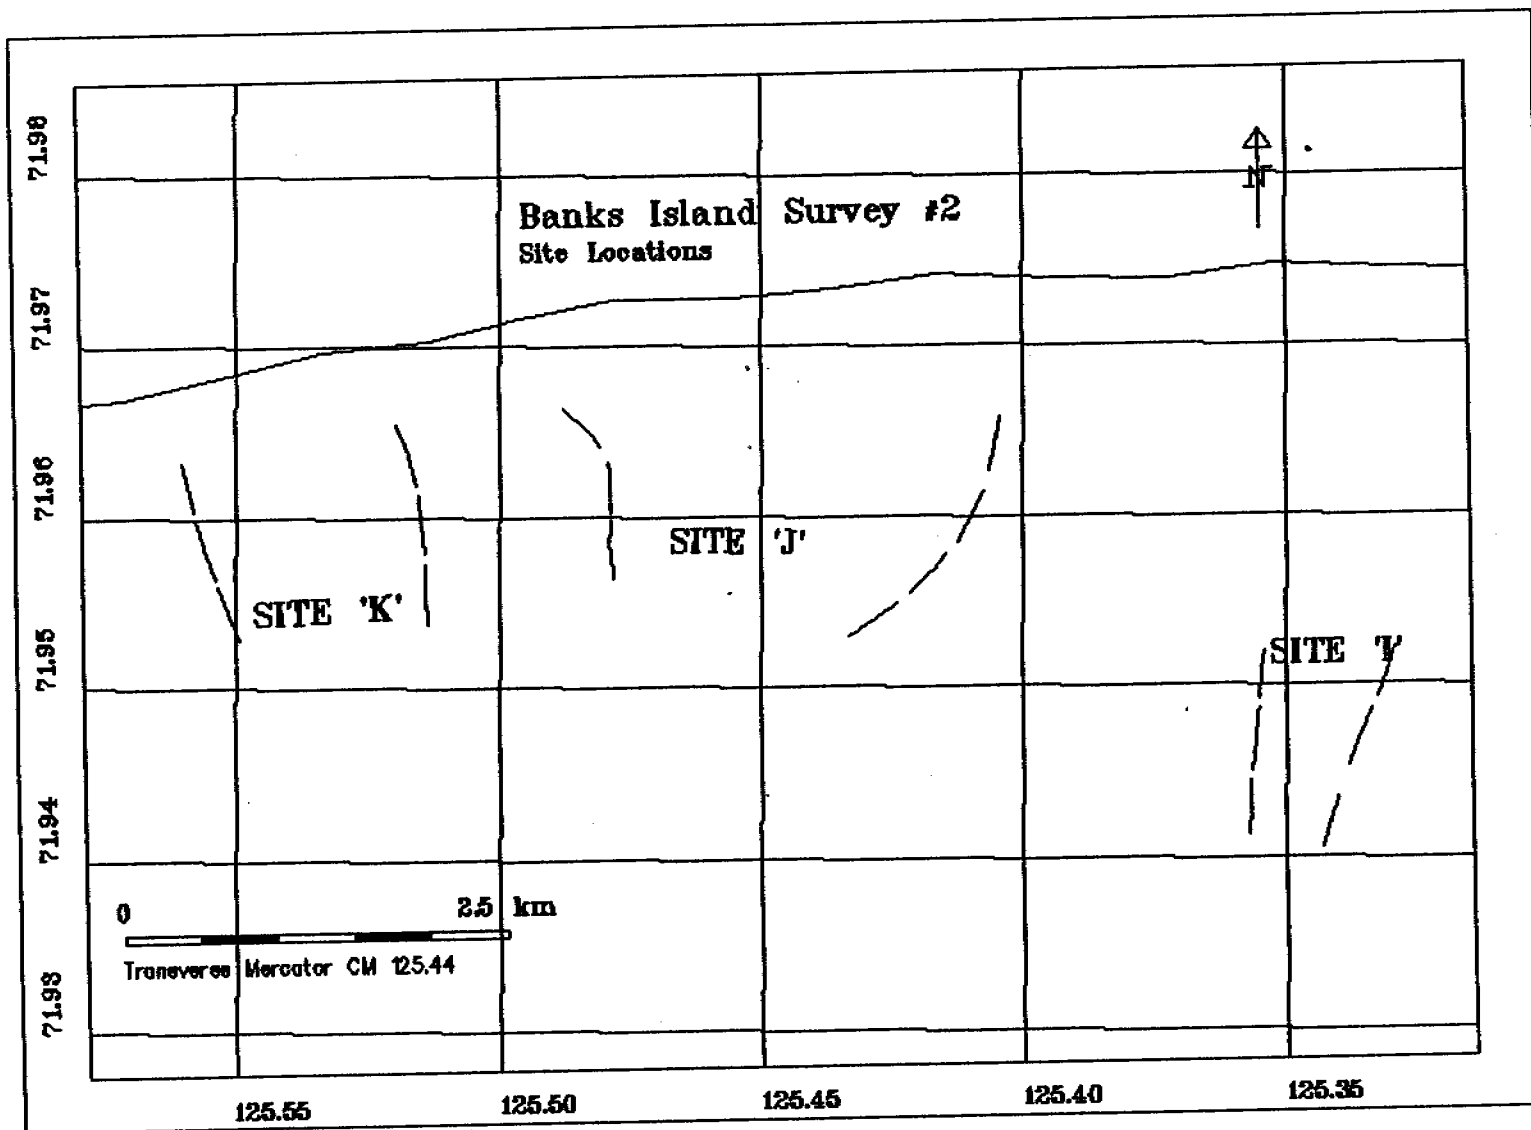 71.98
N
Banks Island Survey #2
Site Locations
71.97
71.96
SITE 'J'
SITE 'K'
71.95
SITE 'I'
71.94
0 2.5 km
Transverse Mercator CM 125.44
71.93
125.55 125.50 125.45 125.40 125.35